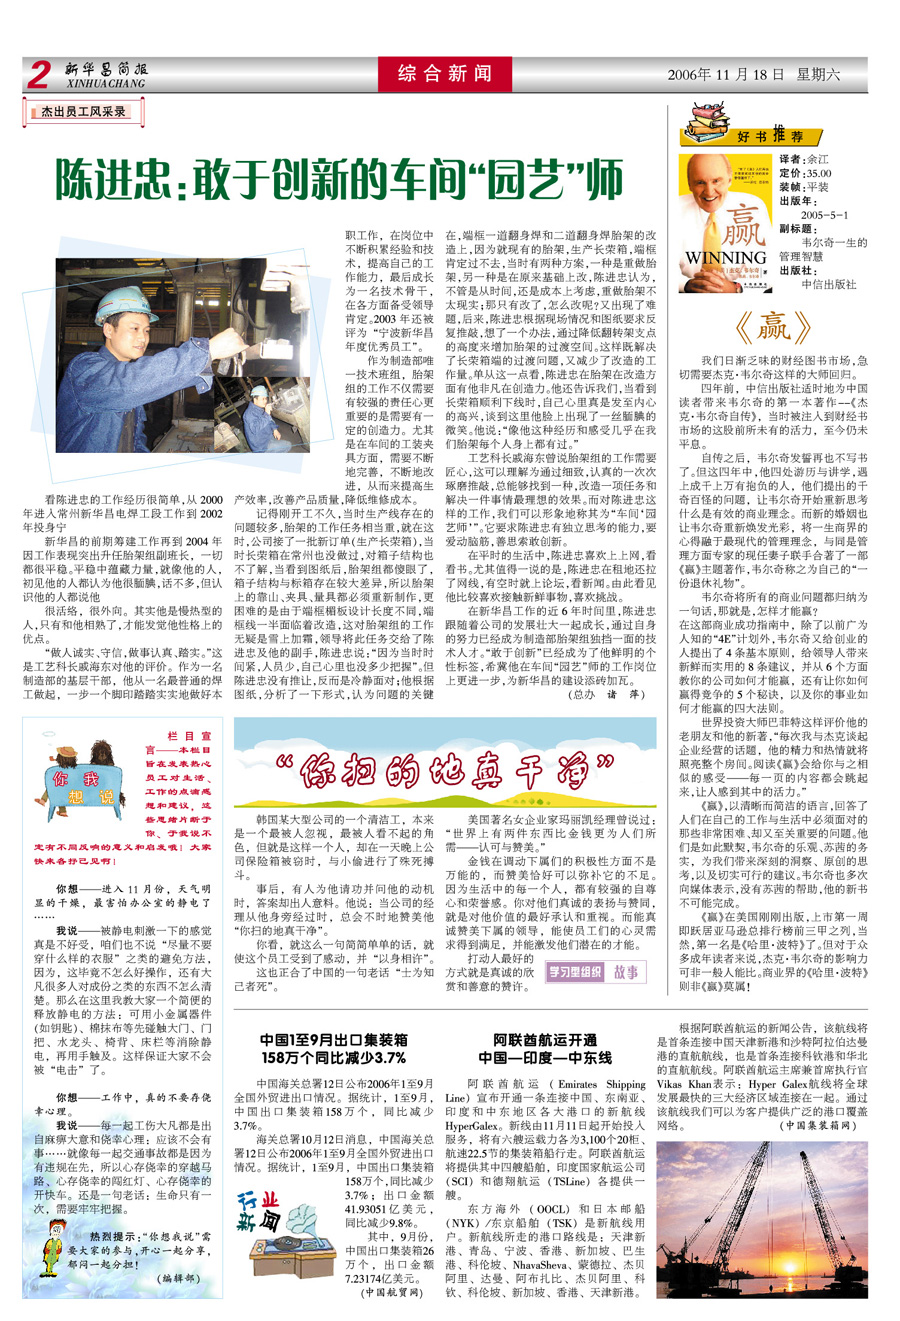 2
新华昌简报
XINHUACHANG
综合新闻
2006年 11 月 18 日 星期六
杰出员工风采录
陈进忠:敢于创新的车间“园艺”师
看陈进忠的工作经历很简单,从 2000
年进入常州新华昌电焊工段工作到 2002
年投身宁
新华昌的前期筹建工作再到 2004 年
因工作表现突出升任胎架组副班长，一切
都很平稳。平稳中蕴藏力量,就像他的人,
初见他的人都认为他很腼腆,话不多,但认
识他的人都说他
很活络，很外向。其实他是慢热型的
人,只有和他相熟了,才能发觉他性格上的
优点。
“做人诚实、守信,做事认真、踏实。”这
是工艺科长戚海东对他的评价。作为一名
制造部的基层干部，他从一名最普通的焊
工做起，一步一个脚印踏踏实实地做好本
职工作，在岗位中
不断积累经验和技
术，提高自己的工
作能力，最后成长
为一名技术骨干,
在各方面备受领导
肯定。2003 年还被
评为“宁波新华昌
年度优秀员工”。
作为制造部唯
一技术班组，胎架
组的工作不仅需要
有较强的责任心更
重要的是需要有一
定的创造力。尤其
是在车间的工装夹
具方面，需要不断
地完善，不断地改
进，从而来提高生
产效率,改善产品质量,降低维修成本。
记得刚开工不久,当时生产线存在的
问题较多,胎架的工作任务相当重,就在这
时,公司接了一批新订单(生产长荣箱),当
时长荣箱在常州也没做过,对箱子结构也
不了解,当看到图纸后,胎架组都傻眼了,
箱子结构与标箱存在较大差异,所以胎架
上的靠山、夹具、量具都必须重新制作,更
困难的是由于端框楣板设计长度不同,端
框线一半面临着改造,这对胎架组的工作
无疑是雪上加霜,领导将此任务交给了陈
进忠及他的副手,陈进忠说:“因为当时时
间紧,人员少,自己心里也没多少把握”。但
陈进忠没有推让,反而是冷静面对;他根据
图纸,分析了一下形式,认为问题的关键
在,端框一道翻身焊和二道翻身焊胎架的改
造上,因为就现有的胎架,生产长荣箱,端框
肯定过不去,当时有两种方案,一种是重做胎
架,另一种是在原来基础上改,陈进忠认为,
不管是从时间,还是成本上考虑,重做胎架不
太现实;那只有改了,怎么改呢?又出现了难
题,后来,陈进忠根据现场情况和图纸要求反
复推敲,想了一个办法,通过降低翻转架支点
的高度来增加胎架的过渡空间。这样既解决
了长荣箱端的过渡问题,又减少了改造的工
作量。单从这一点看,陈进忠在胎架在改造方
面有他非凡在创造力。他还告诉我们,当看到
长荣箱顺利下线时,自己心里真是发至内心
的高兴,谈到这里他脸上出现了一丝腼腆的
微笑。他说:“像他这种经历和感受几乎在我
们胎架每个人身上都有过。”
工艺科长戚海东曾说胎架组的工作需要
匠心,这可以理解为通过细致,认真的一次次
琢磨推敲,总能够找到一种,改造一项任务和
解决一件事情最理想的效果。而对陈进忠这
样的工作,我们可以形象地称其为“车间‘园
艺师’”。它要求陈进忠有独立思考的能力,要
爱动脑筋,善思索敢创新。
在平时的生活中,陈进忠喜欢上上网,看
看书。尤其值得一说的是,陈进忠在租地还拉
了网线,有空时就上论坛,看新闻。由此看见
他比较喜欢接触新鲜事物,喜欢挑战。
在新华昌工作的近 6 年时间里,陈进忠
跟随着公司的发展壮大一起成长,通过自身
的努力已经成为制造部胎架组独挡一面的技
术人才。“敢于创新”已经成为了他鲜明的个
性标签,希冀他在车间“园艺”师的工作岗位
上更进一步,为新华昌的建设添砖加瓦。
(总办 诸 萍)
好书推荐
赢
WINNING
译者:余江
定价:35.00
装帧:平装
出版年:
2005-5-1
副标题:
韦尔奇一生的
管理智慧
出版社:
中信出版社
《赢》
我们日渐乏味的财经图书市场,急
切需要杰克·韦尔奇这样的大师回归。
四年前，中信出版社适时地为中国
读者带来韦尔奇的第一本著作--《杰
克·韦尔奇自传》，当时被注入到财经书
市场的这股前所未有的活力，至今仍未
平息。
自传之后，韦尔奇发誓再也不写书
了。但这四年中,他四处游历与讲学,遇
上成千上万有抱负的人，他们提出的千
奇百怪的问题，让韦尔奇开始重新思考
什么是有效的商业理念。而新的婚姻也
让韦尔奇重新焕发光彩，将一生商界的
心得融于最现代的管理理念，与同是管
理方面专家的现任妻子联手合著了一部
《赢》主题著作,韦尔奇称之为自己的“一
份退休礼物”。
韦尔奇将所有的商业问题都归纳为
一句话,那就是,怎样才能赢?
在这部商业成功指南中，除了以前广为
人知的“4E”计划外,韦尔奇又给创业的
人提出了 4 条基本原则，给领导人带来
新鲜而实用的 8 条建议，并从 6 个方面
教你的公司如何才能赢，还有让你如何
赢得竞争的 5 个秘诀，以及你的事业如
何才能赢的四大法则。
世界投资大师巴菲特这样评价他的
老朋友和他的新著,“每次我与杰克谈起
企业经营的话题，他的精力和热情就将
照亮整个房间。阅读《赢》会给你与之相
似的感受——每一页的内容都会跳起
来,让人感到其中的活力。”
《赢》,以清晰而简洁的语言,回答了
人们在自己的工作与生活中必须面对的
那些非常困难、却又至关重要的问题。他
们是如此默契,韦尔奇的乐观、苏茜的务
实，为我们带来深刻的洞察、原创的思
考,以及切实可行的建议。韦尔奇也多次
向媒体表示,没有苏茜的帮助,他的新书
不可能完成。
《赢》在美国刚刚出版,上市第一周
即跃居亚马逊总排行榜前三甲之列,当
然,第一名是《哈里·波特》了。但对于众
多成年读者来说,杰克·韦尔奇的影响力
可非一般人能比。商业界的《哈里·波特》
则非《赢》莫属!
你我
想说
栏目宣
言——本栏目
旨在发表热心
员工对生活、
工作的点滴感
想和建议，这
些思绪片断于
你、于我说不
定有不同反响的意义和启发哦！大家
快来各抒己见啊！
你想——进入 11 月份，天气明
显的干燥，最害怕办公室的静电了
……
我说——被静电刺激一下的感觉
真是不好受，咱们也不说“尽量不要
穿什么样的衣服”之类的避免方法，
因为，这毕竟不怎么好操作，还有大
凡很多人对成份之类的东西不怎么清
楚。那么在这里我教大家一个简便的
释放静电的方法：可用小金属器件
(如钥匙)、棉抹布等先碰触大门、门
把、水龙头、椅背、床栏等消除静
电，再用手触及。这样保证大家不会
被“电击”了。
你想——工作中，真的不要存侥
幸心理。
我说——每一起工伤大凡都是出
自麻痹大意和侥幸心理；应该不会有
事……就像每一起交通事故都是因为
有违规在先，所以心存侥幸的穿越马
路、心存侥幸的闯红灯、心存侥幸的
开快车。还是一句老话：生命只有一
次，需要牢牢把握。
热烈提示:“你想我说”需
要大家的参与,开心一起分享,
郁闷一起分担!
(编辑部)
“你扫的地真干净”
韩国某大型公司的一个清洁工，本来
是一个最被人忽视，最被人看不起的角
色，但就是这样一个人，却在一天晚上公
司保险箱被窃时，与小偷进行了殊死搏
斗。
事后，有人为他请功并问他的动机
时，答案却出人意料。他说：当公司的经
理从他身旁经过时，总会不时地赞美他
“你扫的地真干净”。
你看，就这么一句简简单单的话，就
使这个员工受到了感动，并“以身相许”。
这也正合了中国的一句老话“士为知
己者死”。
美国著名女企业家玛丽凯经理曾说过：
“世界上有两件东西比金钱更为人们所
需——认可与赞美。”
金钱在调动下属们的积极性方面不是
万能的，而赞美恰好可以弥补它的不足。
因为生活中的每一个人，都有较强的自尊
心和荣誉感。你对他们真诚的表扬与赞同，
就是对他价值的最好承认和重视。而能真
诚赞美下属的领导，能使员工们的心灵需
求得到满足，并能激发他们潜在的才能。
打动人最好的
方式就是真诚的欣
赏和善意的赞许。
学习型组织 故事
中国1至9月出口集装箱
158万个同比减少3.7%
中国海关总署12日公布2006年1至9月
全国外贸进出口情况。据统计，1至9月，
中国出口集装箱158万个，同比减少
3.7%。
海关总署10月12日消息，中国海关总
署12日公布2006年1至9月全国外贸进出口
情况。据统计，1至9月，中国出口集装箱
158万个,同比减少
3.7%；出口金额
41.93051亿美元，
同比减少9.8%。
其中，9月份，
中国出口集装箱26
万个，出口金额
7.23174亿美元。
(中国航贸网)
行业
新闻
阿联酋航运开通
中国—印度—中东线
阿联酋航运（Emirates Shipping
Line）宣布开通一条连接中国、东南亚、
印度和中东地区各大港口的新航线
HyperGalex。新线由11月11日起开始投入
服务，将有六艘运载力各为3,100个20柜、
航速22.5节的集装箱船行走。阿联酋航运
将提供其中四艘船舶，印度国家航运公司
（SCI）和德翔航运（TSLine）各提供一
艘。
东方海外（OOCL）和日本邮船
（NYK）/东京船舶（TSK）是新航线用
户。新航线所走的港口路线是：天津新
港、青岛、宁波、香港、新加坡、巴生
港、科伦坡、NhavaSheva、蒙德拉、杰贝
阿里、达曼、阿布扎比、杰贝阿里、科
钦、科伦坡、新加坡、香港、天津新港。
根据阿联酋航运的新闻公告，该航线将
是首条连接中国天津新港和沙特阿拉伯达曼
港的直航航线，也是首条连接科钦港和华北
的直航航线。阿联酋航运主席兼首席执行官
Vikas Khan表示：Hyper Galex航线将全球
发展最快的三大经济区域连接在一起。通过
该航线我们可以为客户提供广泛的港口覆盖
网络。 (中国集装箱网)